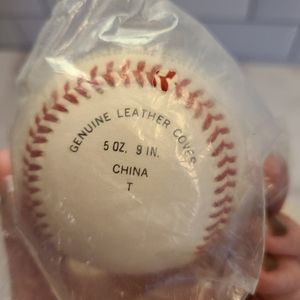 GENUINE LEATHER COVER
5 OZ. 9 IN.
CHINA
T